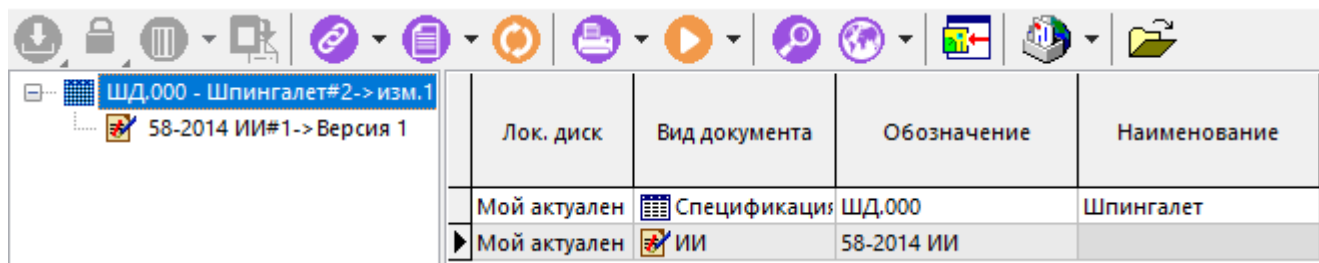 ШД.000 - Шпингалет#2->изм.1
58-2014 ИИ#1->Версия 1
Лок. диск Вид документа Обозначение Наименование
Мой актуален Спецификация ШД.000 Шпингалет
Мой актуален ИИ 58-2014 ИИ